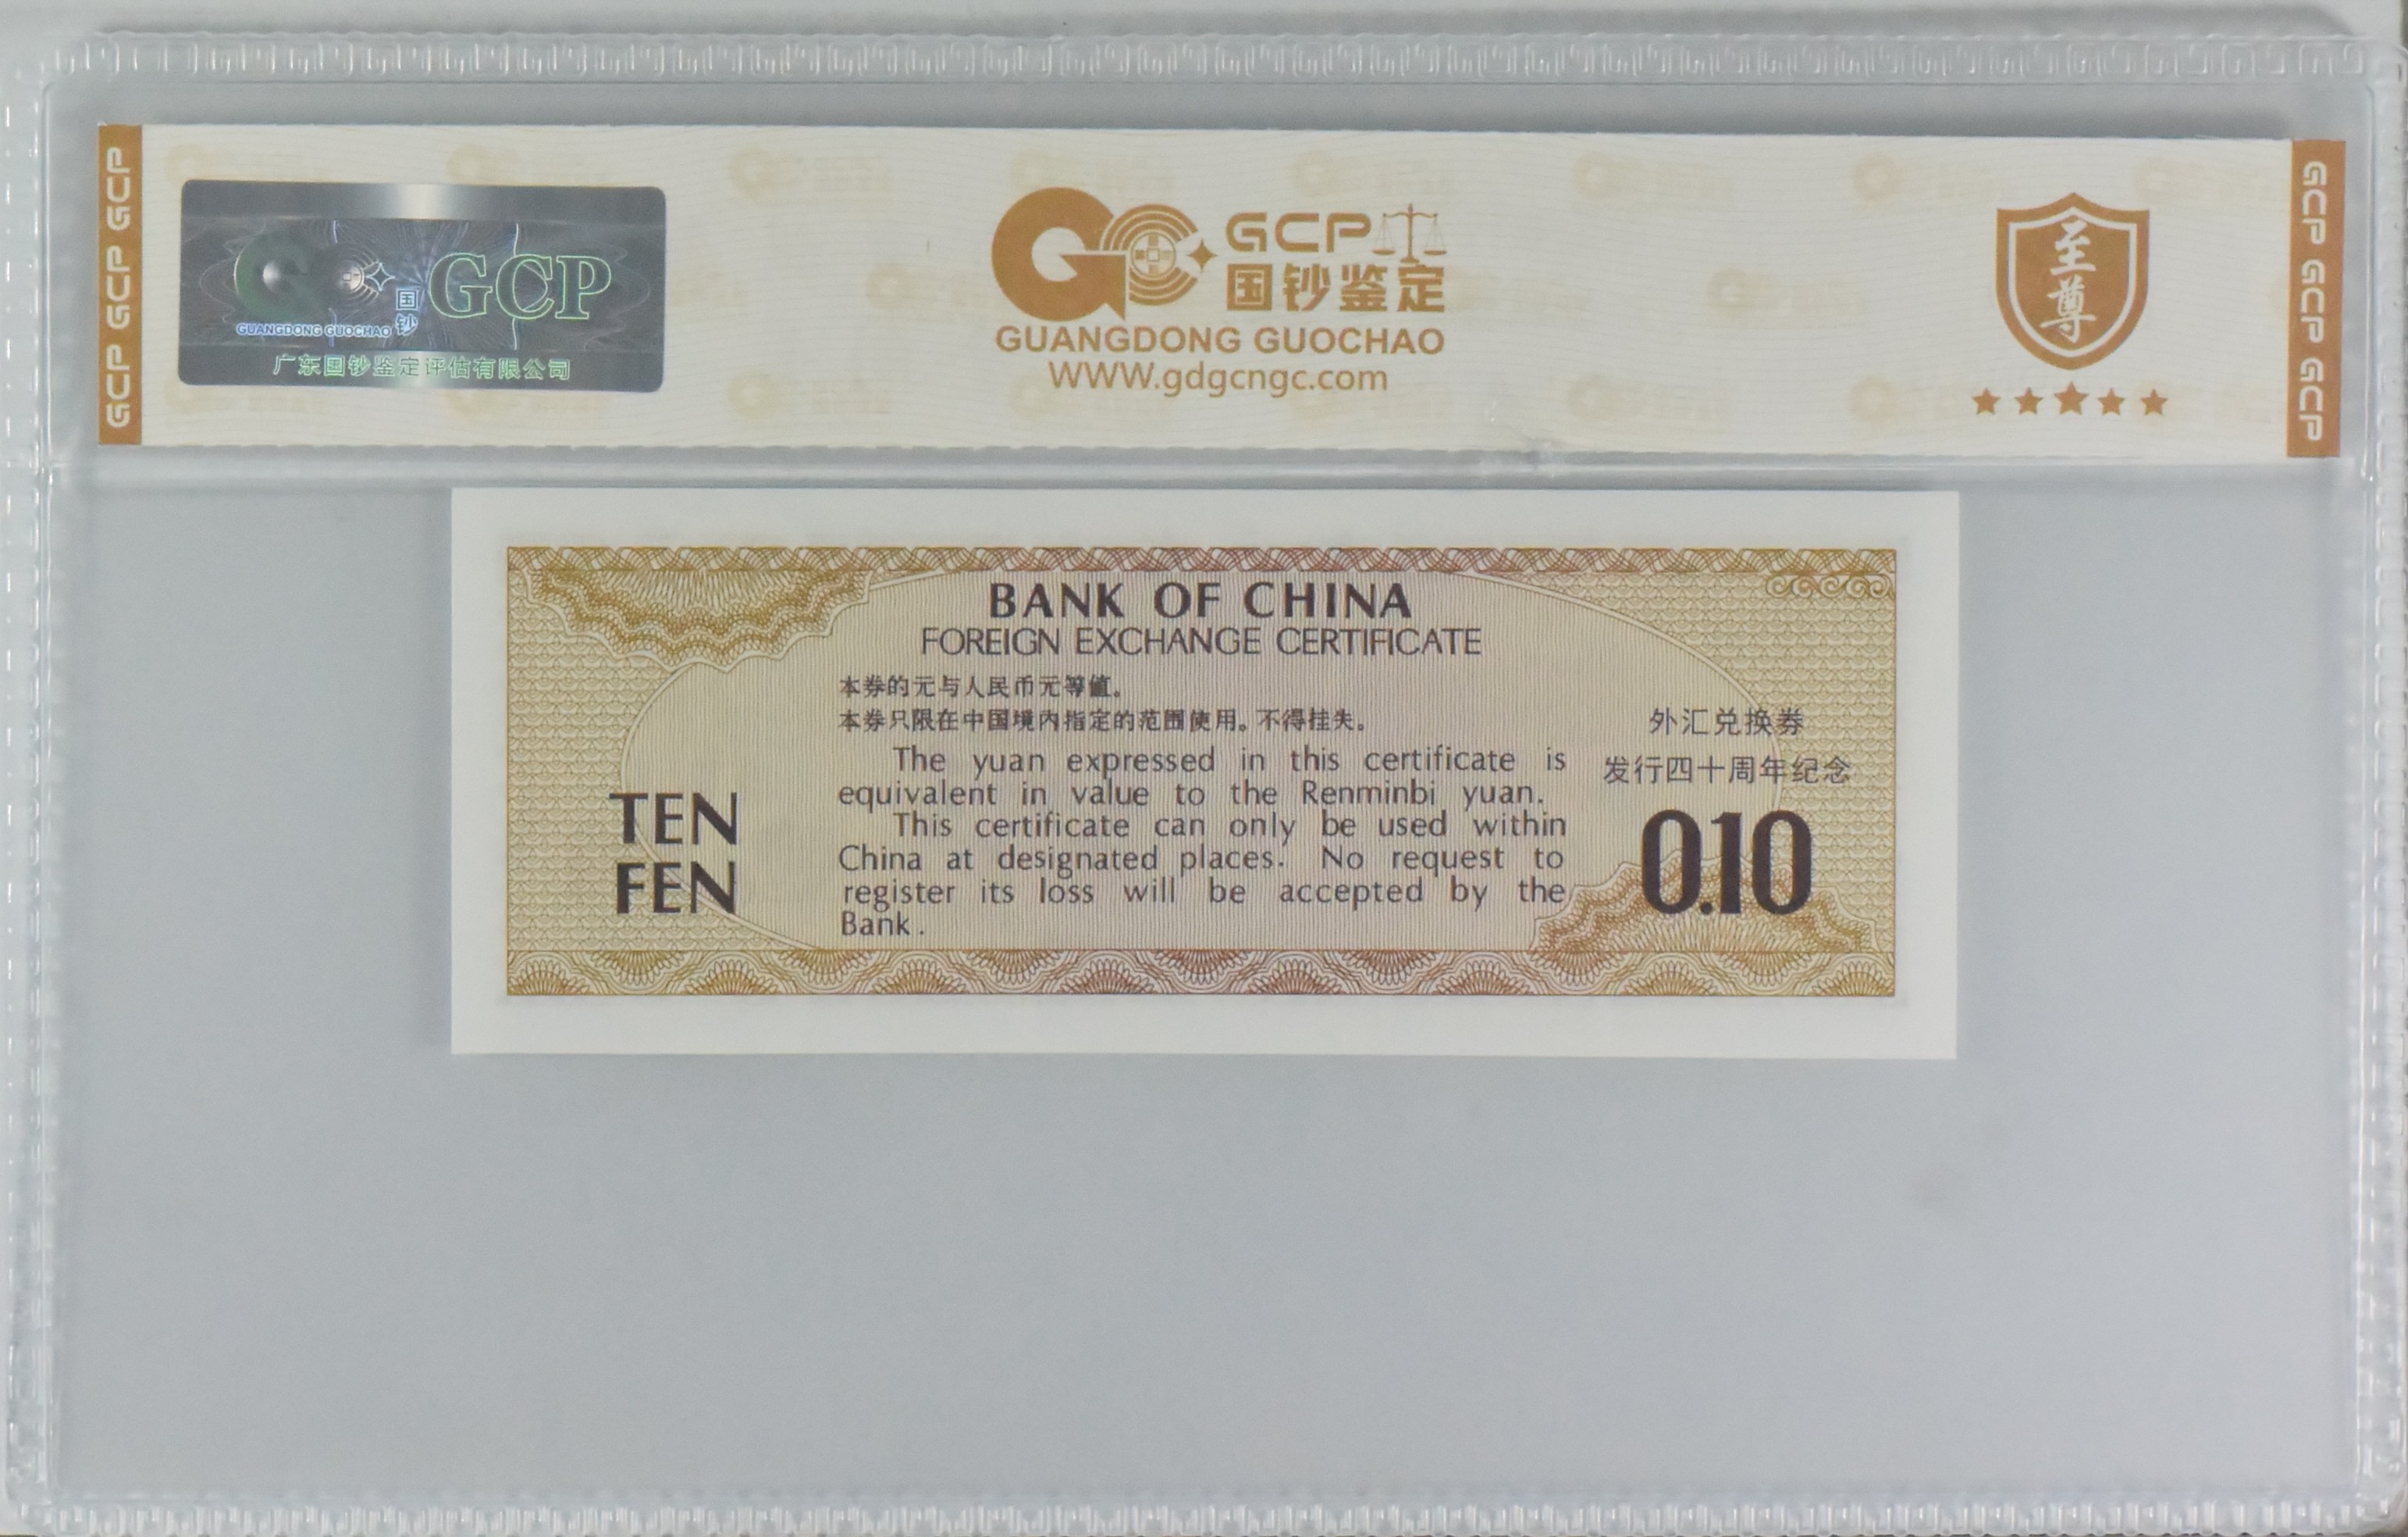 GCP GCP GCP
GUANGDONG GUOCHAO
国钞
GCP
广东国钞鉴定评估有限公司
GCP
国钞鉴定
GUANGDONG GUOCHAO
WWW.gdgcngc.com
至尊
GCP GCP GCP
BANK OF CHINA
FOREIGN EXCHANGE CERTIFICATE
本券的元与人民币元等值。
本券只限在中国境内指定的范围使用。不得挂失。
The yuan expressed in this certificate is
equivalent in value to the Renminbi yuan.
This certificate can only be used within
China at designated places. No request to
register its loss will be accepted by the
Bank.
TEN
FEN
外汇兑换券
发行四十周年纪念
0.10